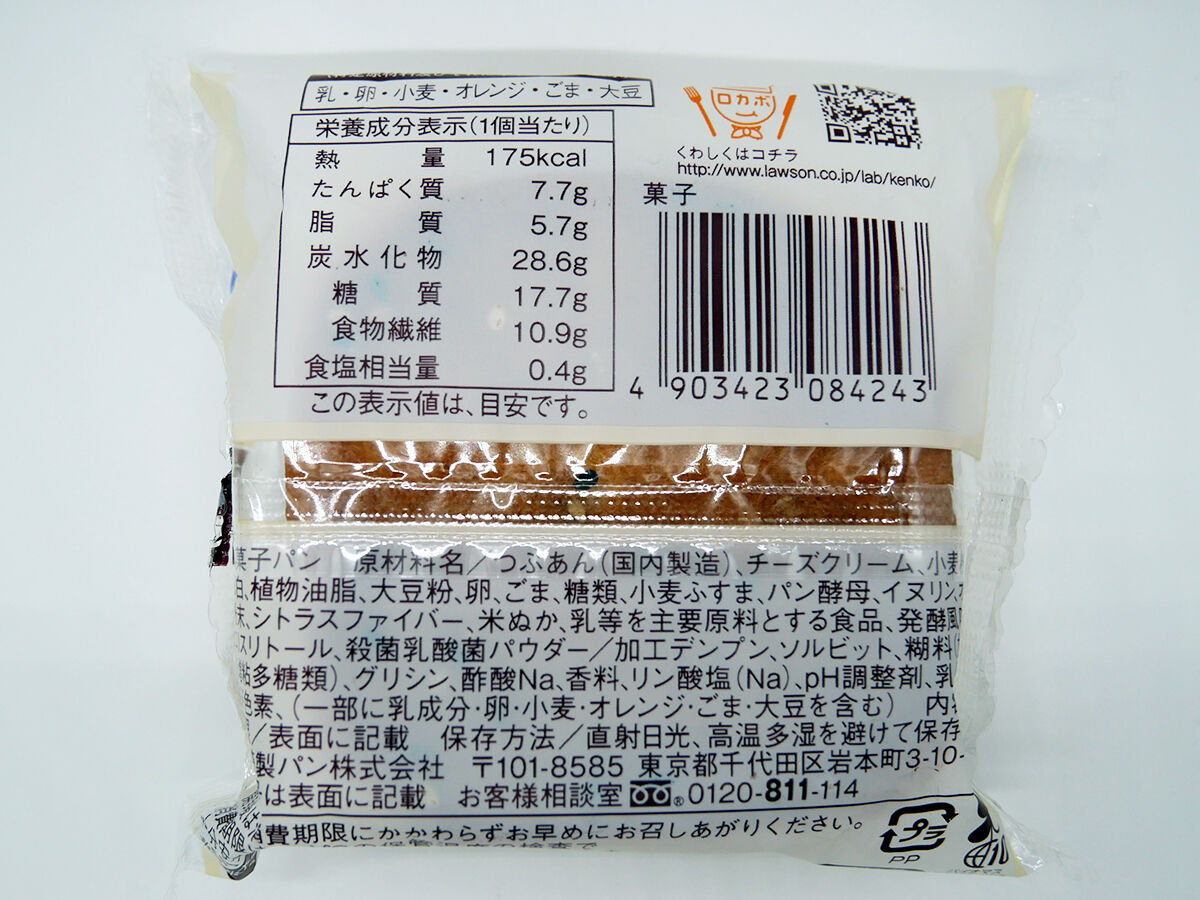 乳・卵・小麦・オレンジ・ごま・大豆
栄養成分表示(1個当たり)
熱量 175kcal
たんぱく質 7.7g
脂質 5.7g
炭水化物 28.6g
糖質 17.7g
食物繊維 10.9g
食塩相当量 0.4g
この表示値は、目安です。
ロカボ
くわしくはコチラ
http://www.lawson.co.jp/lab/kenko/
菓子
4 903423 084243
菓子パン 原材料名/つぶあん(国内製造)、チーズクリーム、小麦
白、植物油脂、大豆粉、卵、ごま、糖類、小麦ふすま、パン酵母、イヌリン、
末、シトラスファイバー、米ぬか、乳等を主要原料とする食品、発酵風
スリトール、殺菌乳酸菌パウダー/加工デンプン、ソルビット、糊料(
粘多糖類)、グリシン、酢酸Na、香料、リン酸塩(Na)、pH調整剤、乳
色素、(一部に乳成分・卵・小麦・オレンジ・ごま・大豆を含む) 内
/表面に記載 保存方法/直射日光、高温多湿を避けて保存
製パン株式会社 〒101-8585 東京都千代田区岩本町3-10-
は表面に記載 お客様相談室 ® 0120-811-114
消費期限にかかわらずお早めにお召しあがりください。
プラ
PP